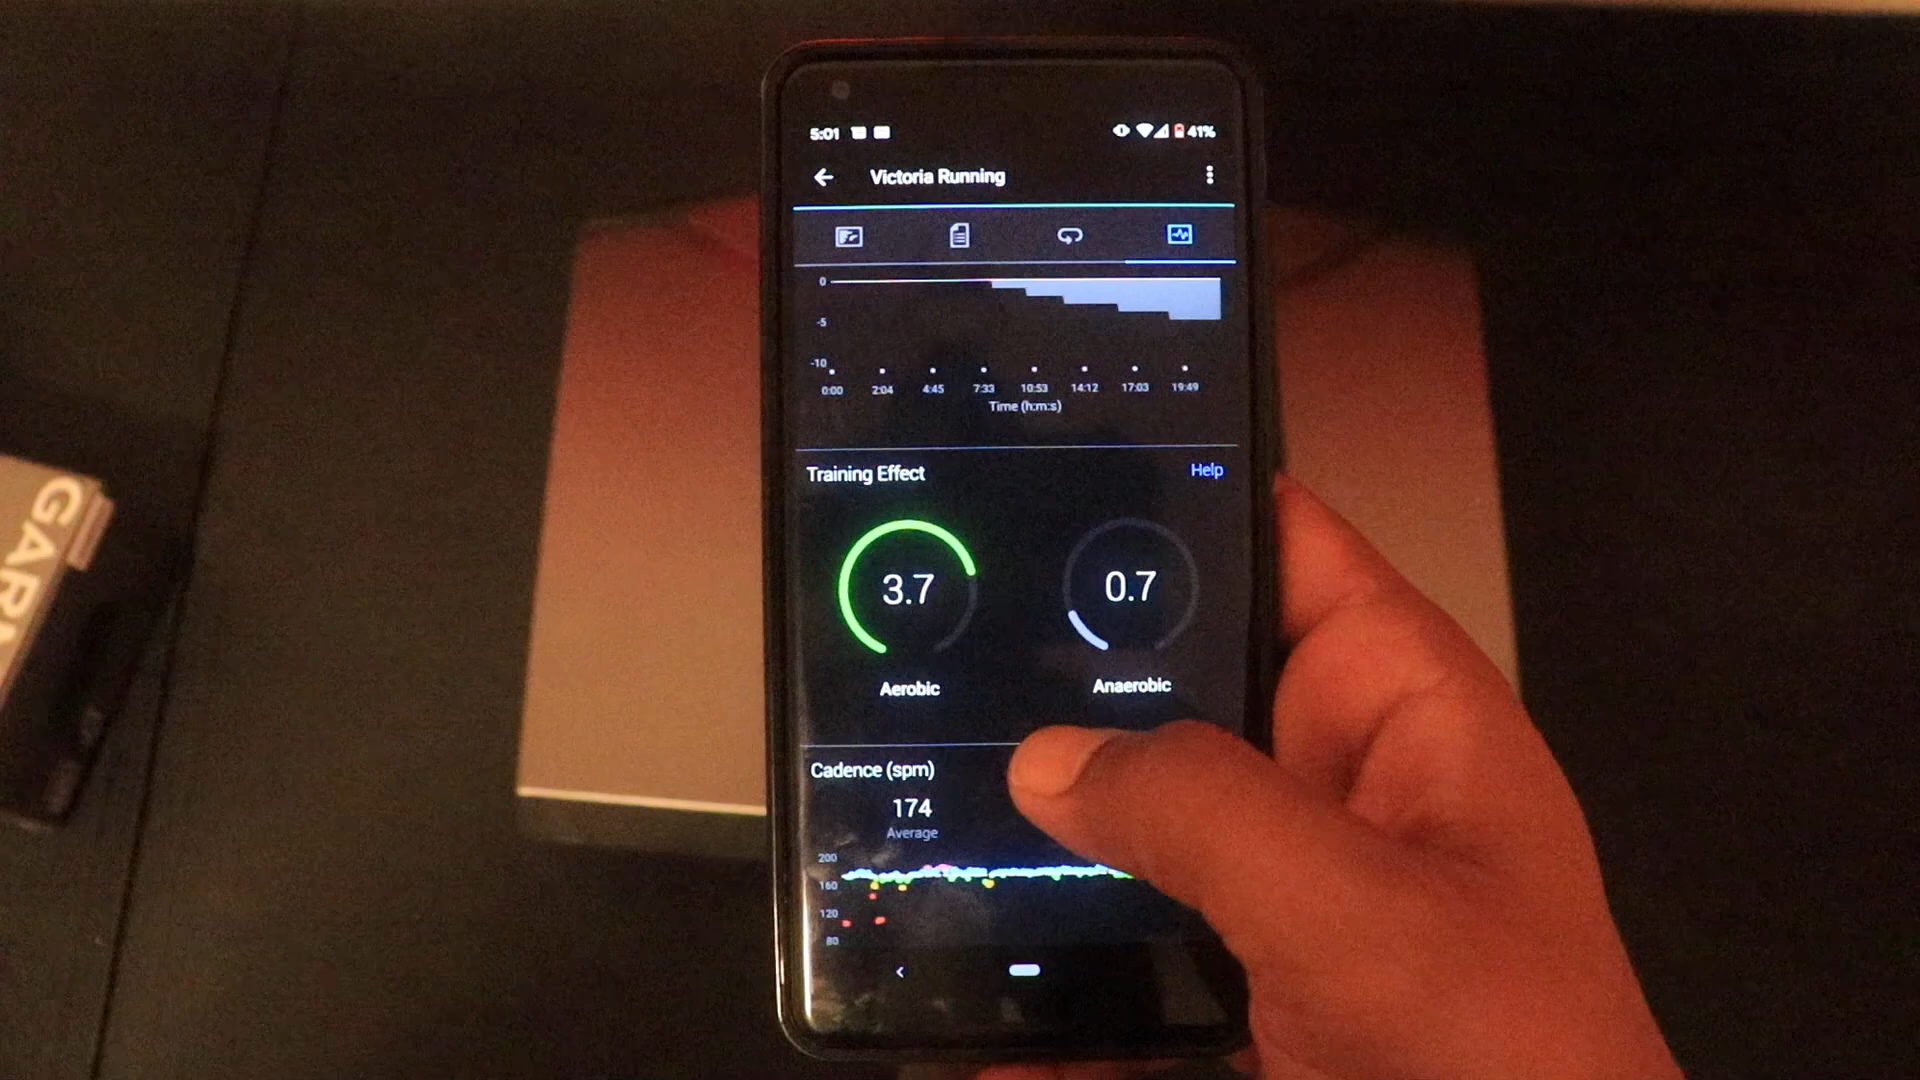 5:01 41%
Victoria Running
0
-5
-10
0:00 2:04 4:45 7:33 10:53 14:12 17:03 19:49
Time (h:m:s)
Training Effect Help
3.7 0.7
Aerobic Anaerobic
Cadence (spm)
174
Average
200
160
120
80